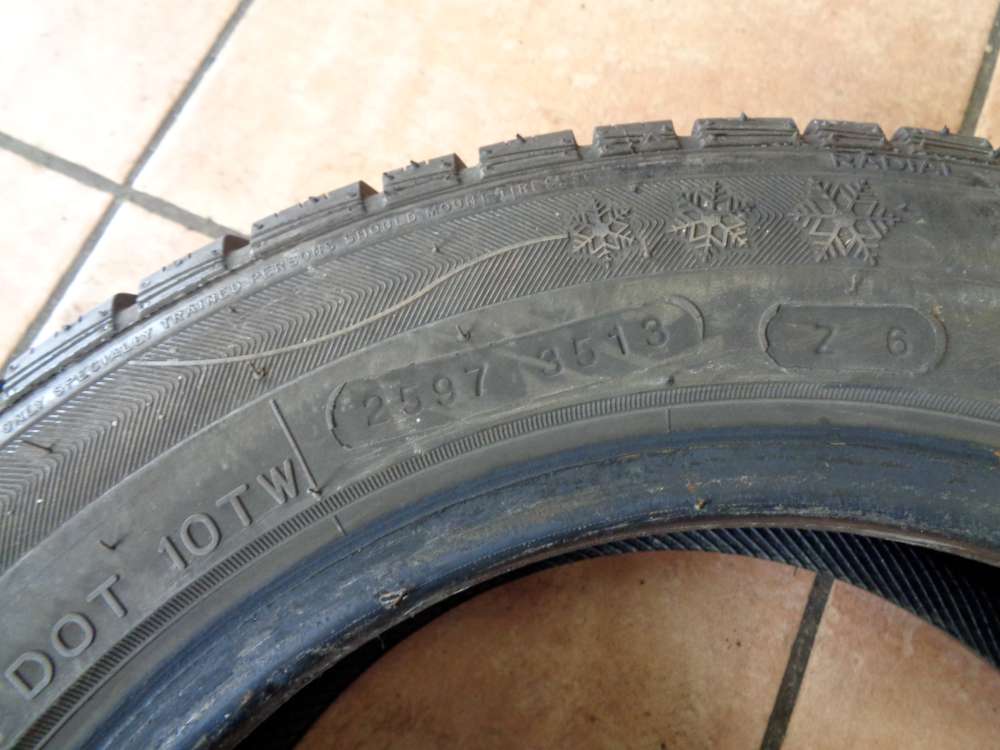 RADIAL
ONLY SPECIALLY TRAINED PERSONS SHOULD MOUNT TIRES
2597 3513
Z 6
DOT 10TW